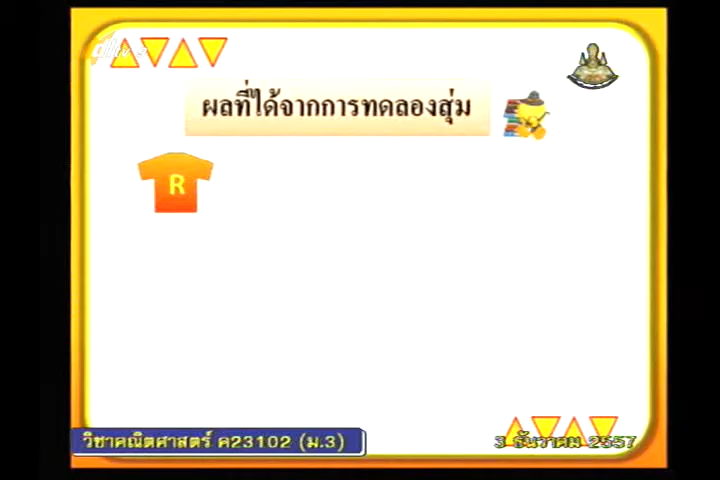 ผลที่ได้จากการทดลองสุ่ม
R
วิชาคณิตศาสตร์ ค23102 (ม.3)
3 ธันวาคม 2557